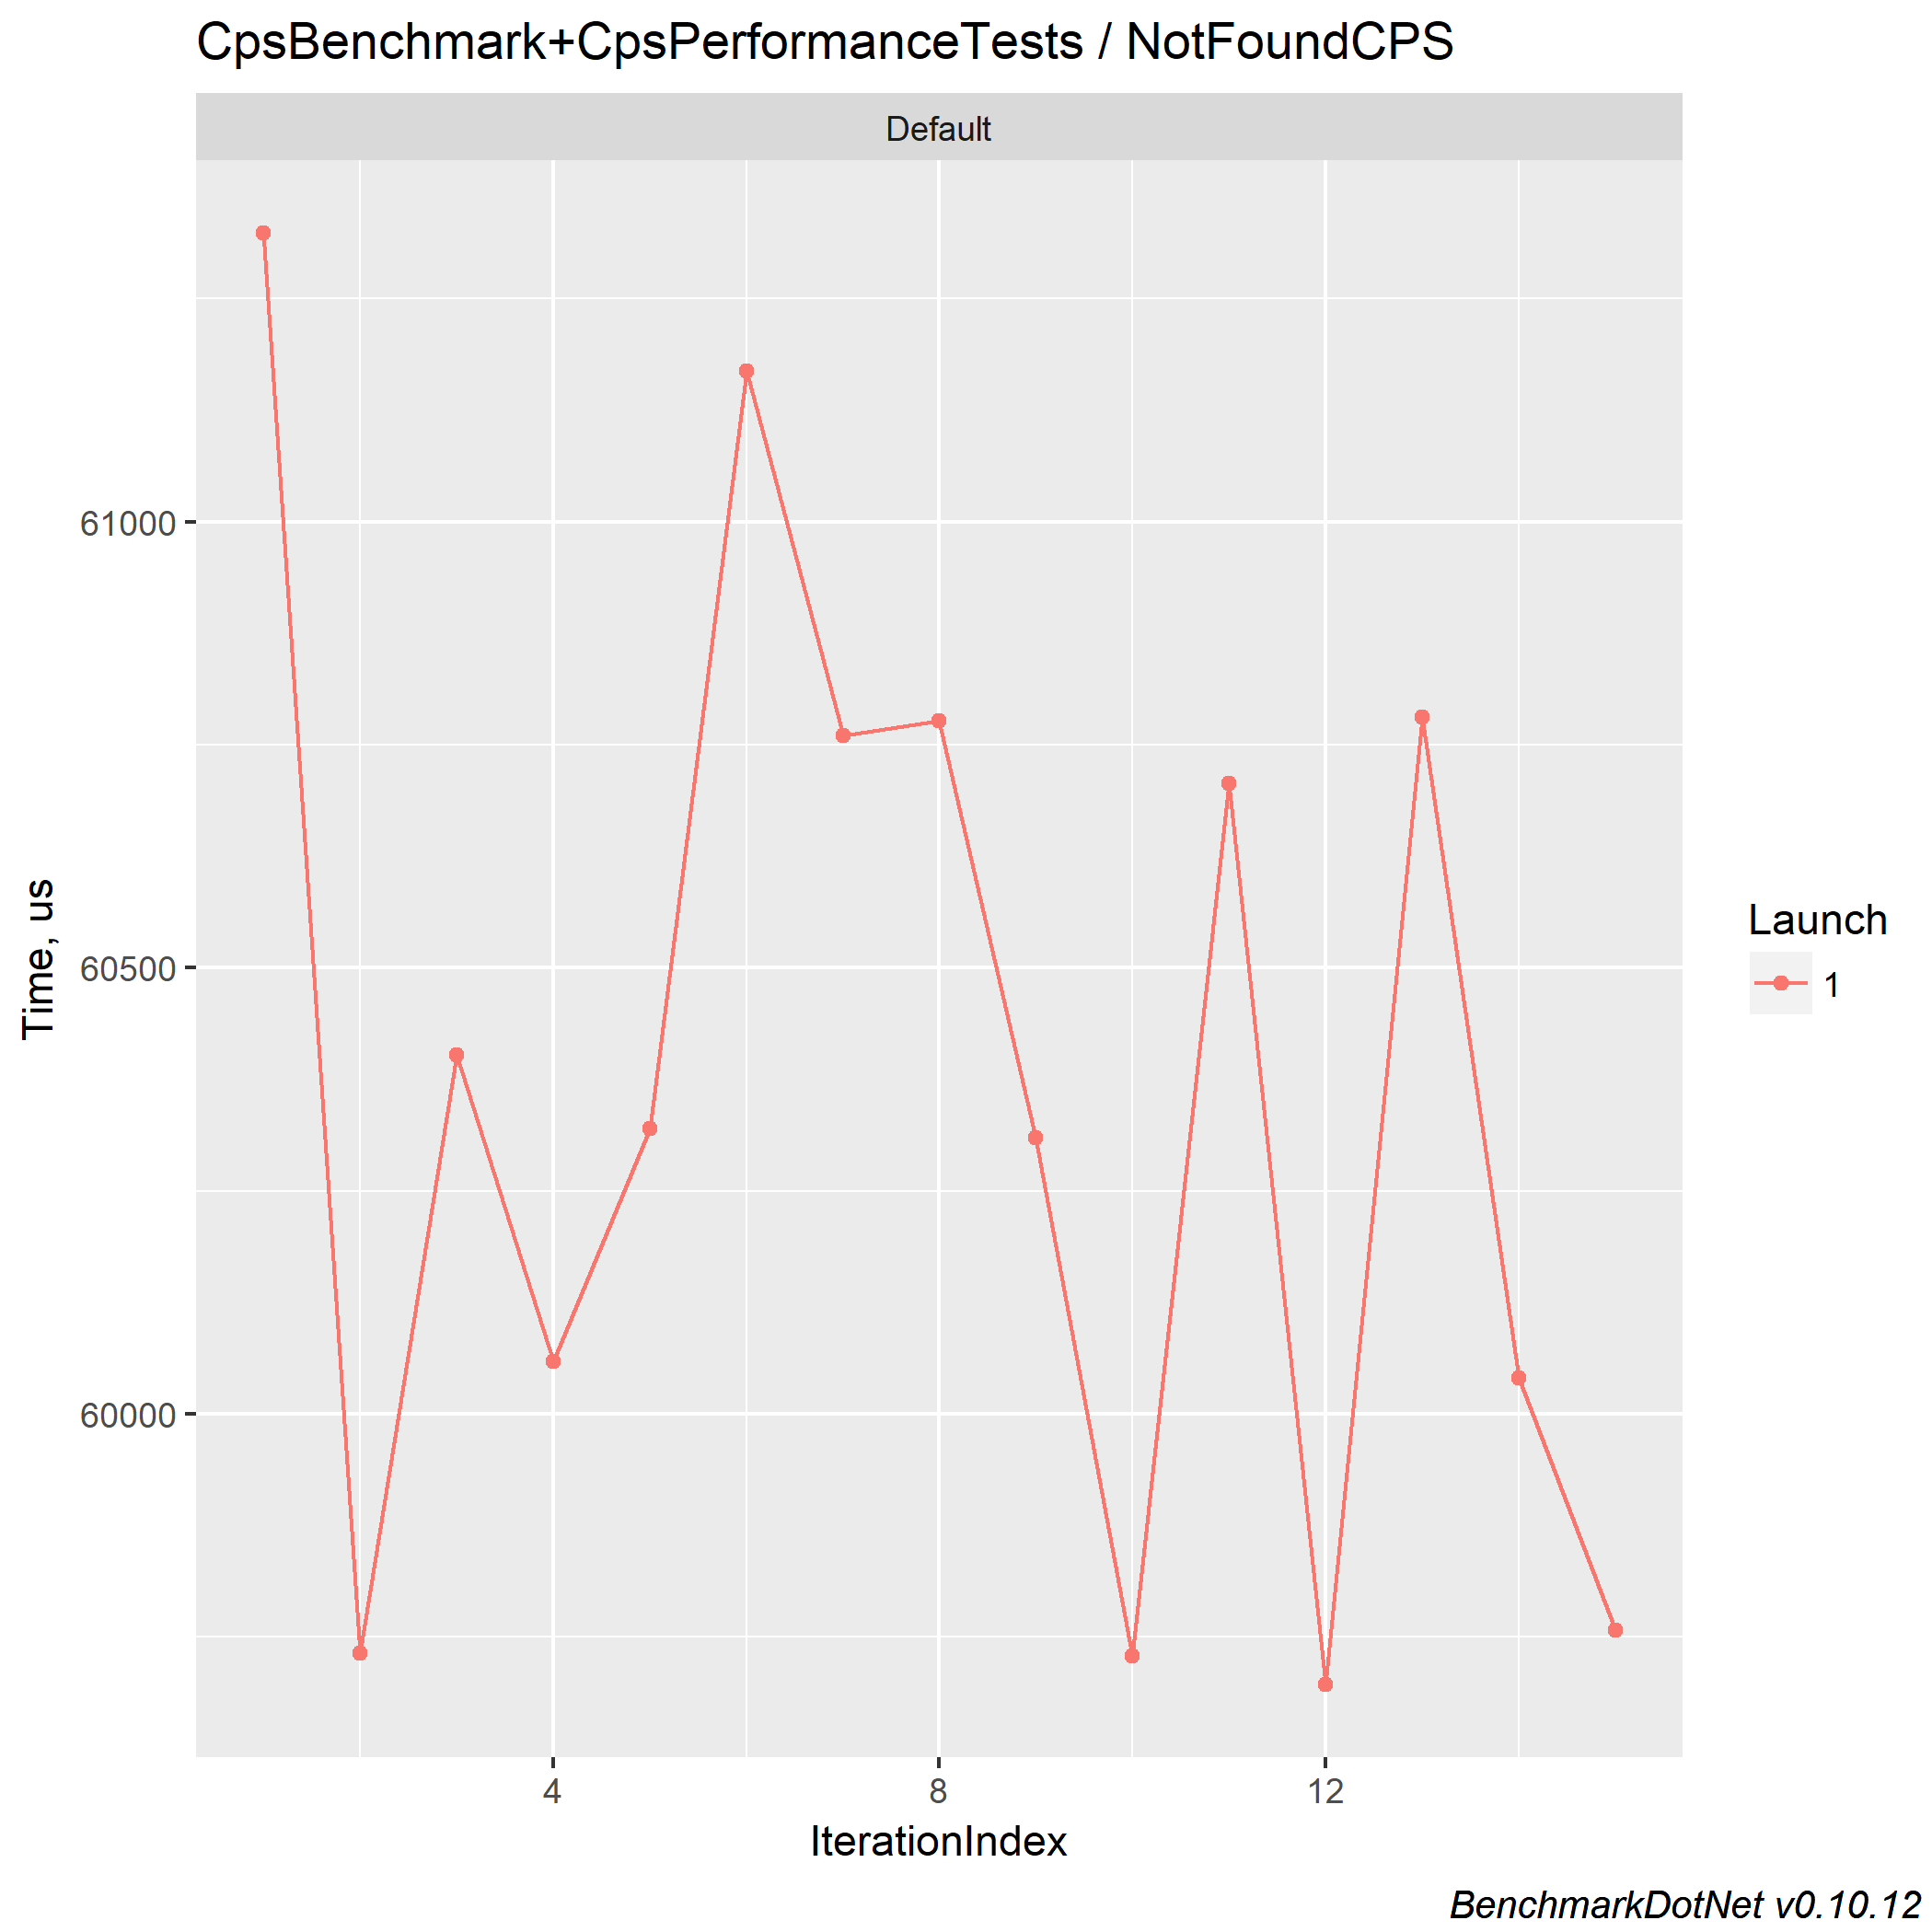 CpsBenchmark+CpsPerformanceTests / NotFoundCPS
Default
61000
60500
60000
Time, us
4 8 12
IterationIndex
Launch
1
BenchmarkDotNet v0.10.12